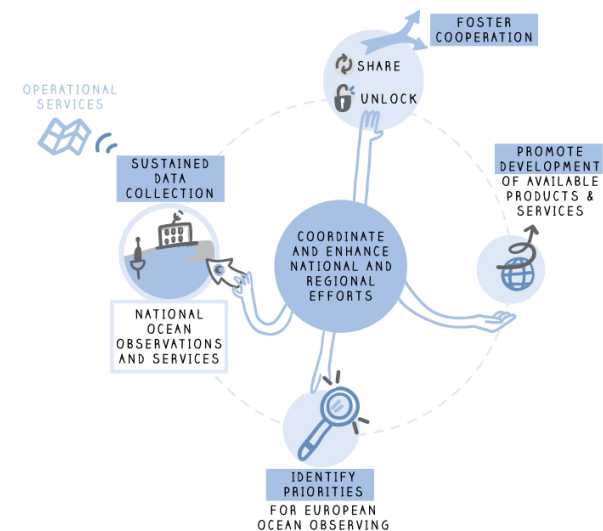 FOSTER
COOPERATION
SHARE
UNLOCK
OPERATIONAL
SERVICES
SUSTAINED
DATA
COLLECTION
PROMOTE
DEVELOPMENT
OF AVAILABLE
PRODUCTS &
SERVICES
COORDINATE
AND ENHANCE
NATIONAL AND
REGIONAL
EFFORTS
NATIONAL
OCEAN
OBSERVATIONS
AND SERVICES
IDENTIFY
PRIORITIES
FOR EUROPEAN
OCEAN OBSERVING